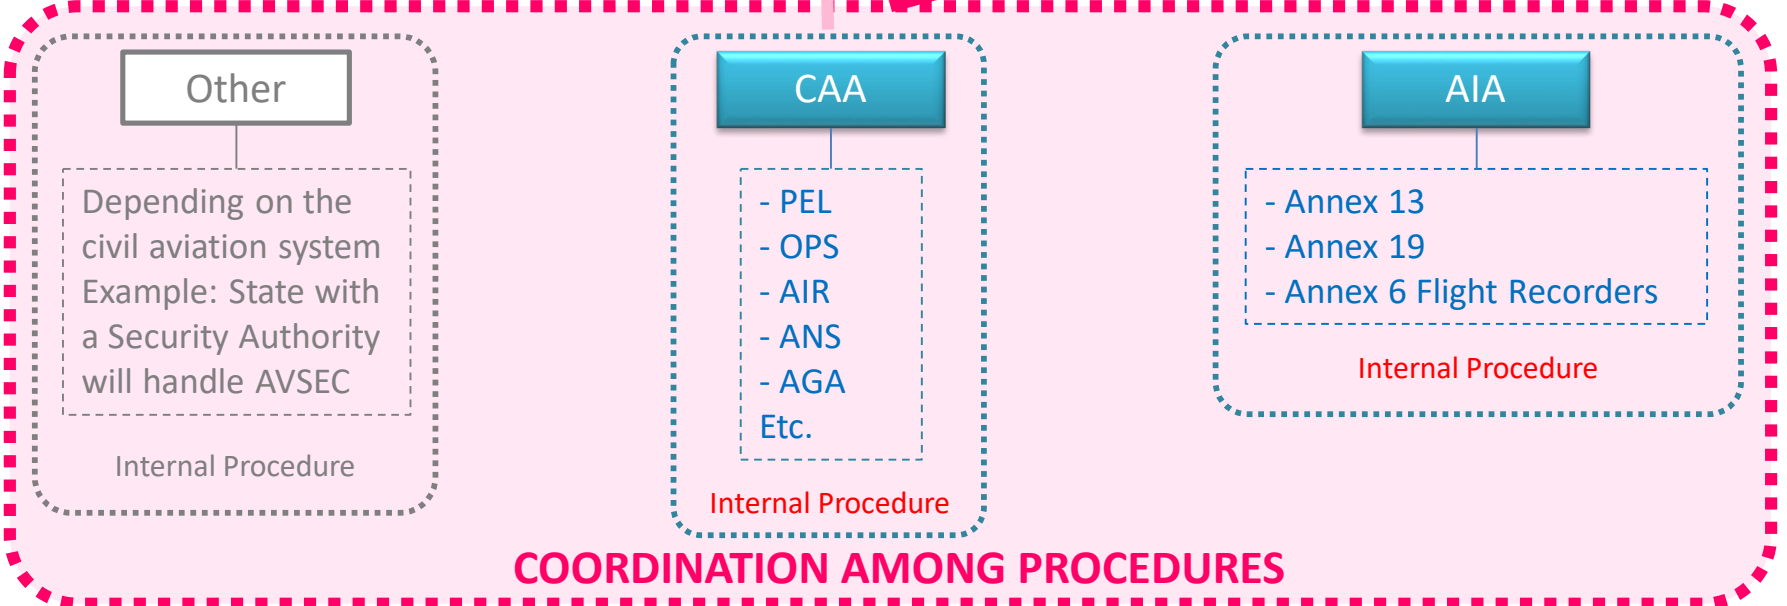 Other
Depending on the
civil aviation system
Example: State with
a Security Authority
will handle AVSEC
Internal Procedure
CAA
- PEL
- OPS
- AIR
- ANS
- AGA
Etc.
Internal Procedure
AIA
- Annex 13
- Annex 19
- Annex 6 Flight Recorders
Internal Procedure
COORDINATION AMONG PROCEDURES